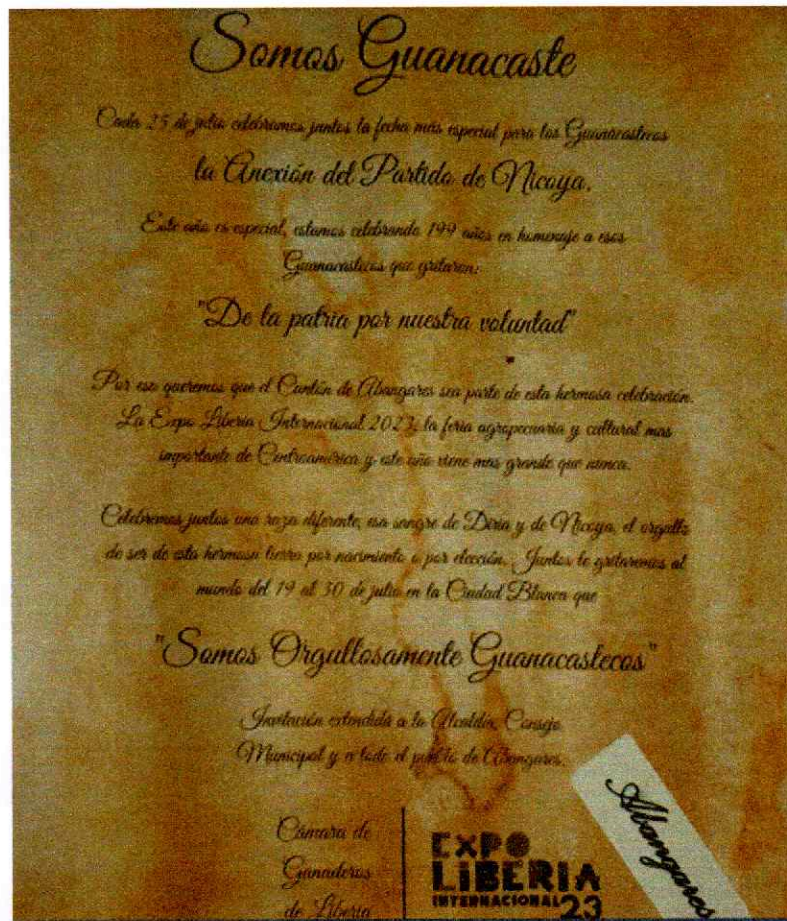 Somos Guanacaste
Cada 25 de julio celebramos juntos la fecha más especial para los Guanacastecos
la Anexión del Partido de Nicoya.
Este año es especial, estamos celebrando 199 años en homenaje a esos
Guanacastecos que gritaron:
"De la patria por nuestra voluntad"
Por eso queremos que el Cantón de Abangares sea parte de esta hermosa celebración.
La Expo Liberia Internacional 2023, la feria agropecuaria y cultural mas
importante de Centroamérica y este año viene mas grande que nunca.
Celebremos juntos una raza diferente, esa sangre de Diria y de Nicoya, el orgullo
de ser de esta hermosa tierra por nacimiento o por elección. Juntos le gritaremos al
mundo del 19 al 30 de julio en la Ciudad Blanca que
"Somos Orgullosamente Guanacastecos"
Invitación extendida a la Alcaldía, Consejo
Municipal y a todo el pueblo de Abangares.
Cámara de
Ganaderos
de Liberia
EXPO
LIBERIA
INTERNACIONAL 23
Abangares